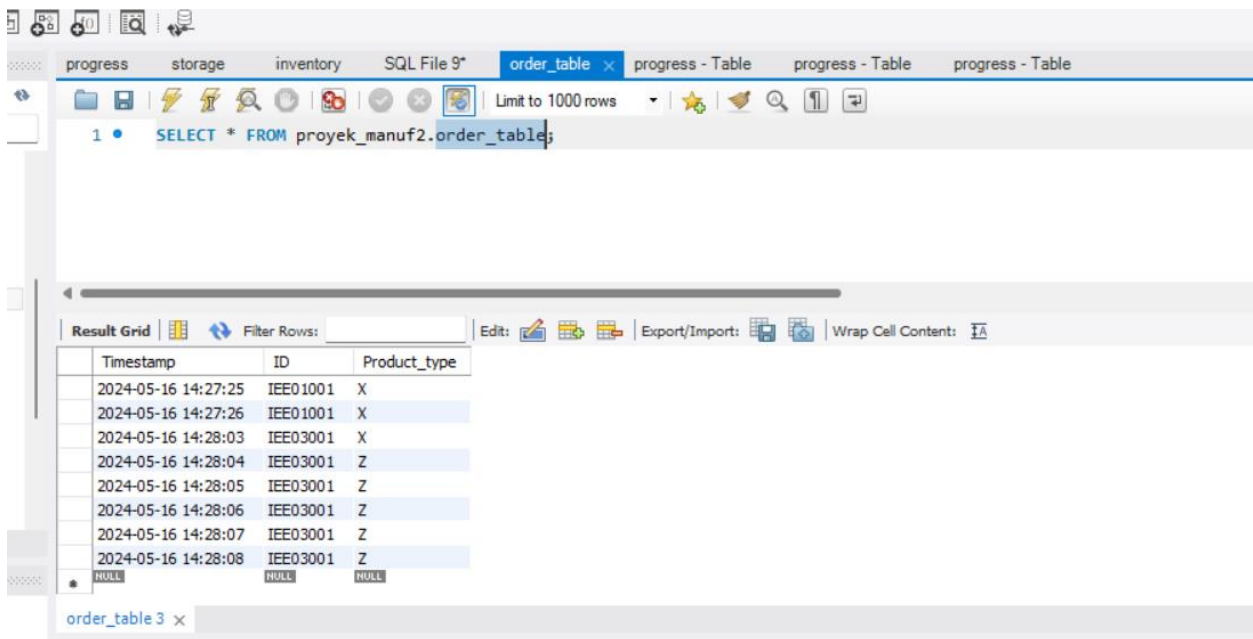 progress storage inventory SQL File 9* order_table × progress - Table progress - Table progress - Table
Limit to 1000 rows
1 SELECT * FROM proyek_manuf2.order_table;
Result Grid Filter Rows: Edit: Export/Import: Wrap Cell Content: IA
Timestamp ID Product_type
2024-05-16 14:27:25 IEE01001 X
2024-05-16 14:27:26 IEE01001 X
2024-05-16 14:28:03 IEE03001 X
2024-05-16 14:28:04 IEE03001 Z
2024-05-16 14:28:05 IEE03001 Z
2024-05-16 14:28:06 IEE03001 Z
2024-05-16 14:28:07 IEE03001 Z
2024-05-16 14:28:08 IEE03001 Z
* NULL NULL NULL
order_table 3 ×